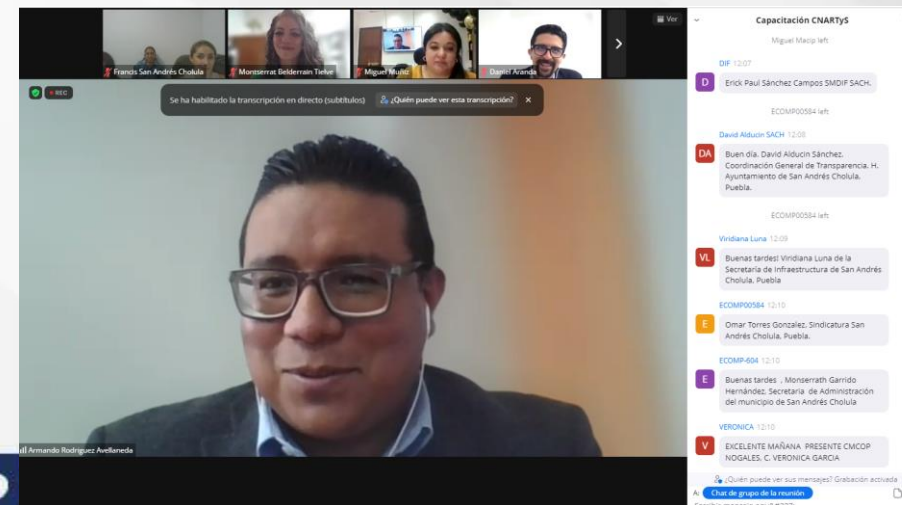 Ver
Francis San Andrés Cholula
Montserrat Belderrain Tielve
Miguel Muñiz
Daniel Aranda
REC
Se ha habilitado la transcripción en directo (subtítulos)
¿Quién puede ver esta transcripción?
Armando Rodriguez Avellaneda
Capacitación CNARTyS
Miguel Macip left
DIF 12:07
D
Erick Paul Sánchez Campos SMDIF SACH.
ECOMP00584 left
David Alducin SACH 12:08
DA
Buen día. David Alducin Sánchez,
Coordinación General de Transparencia. H.
Ayuntamiento de San Andrés Cholula,
Puebla.
ECOMP00584 left
Viridiana Luna 12:09
VL
Buenas tardes! Viridiana Luna de la
Secretaría de Infraestructura de San Andrés
Cholula, Puebla
ECOMP00584 12:10
E
Omar Torres Gonzalez, Sindicatura San
Andrés Cholula, Puebla.
ECOMP-604 12:10
E
Buenas tardes , Monserrath Garrido
Hernández, Secretaría de Administración
del municipio de San Andrés Cholula
VERONICA 12:10
V
EXCELENTE MAÑANA PRESENTE CMCOP
NOGALES, C. VERONICA GARCIA
¿Quién puede ver sus mensajes? Grabación activada
A: Chat de grupo de la reunión